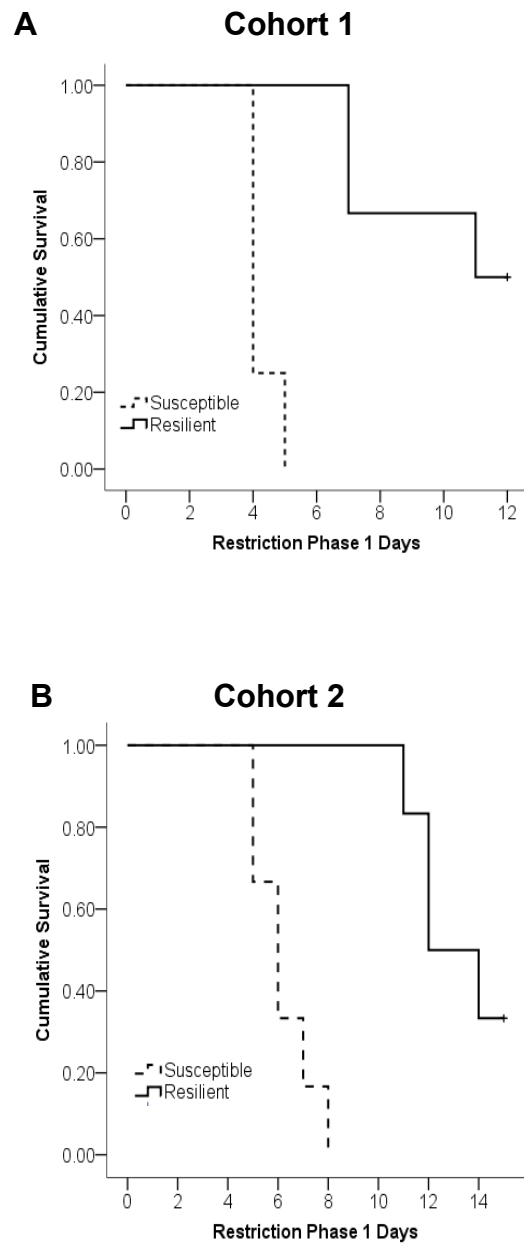 A Cohort 1
1.00
0.80
0.60
0.40
0.20
0.00
Cumulative Survival
Susceptible
Resilient
0 2 4 6 8 10 12
Restriction Phase 1 Days
B Cohort 2
1.00
0.80
0.60
0.40
0.20
0.00
Cumulative Survival
Susceptible
Resilient
0 2 4 6 8 10 12 14
Restriction Phase 1 Days